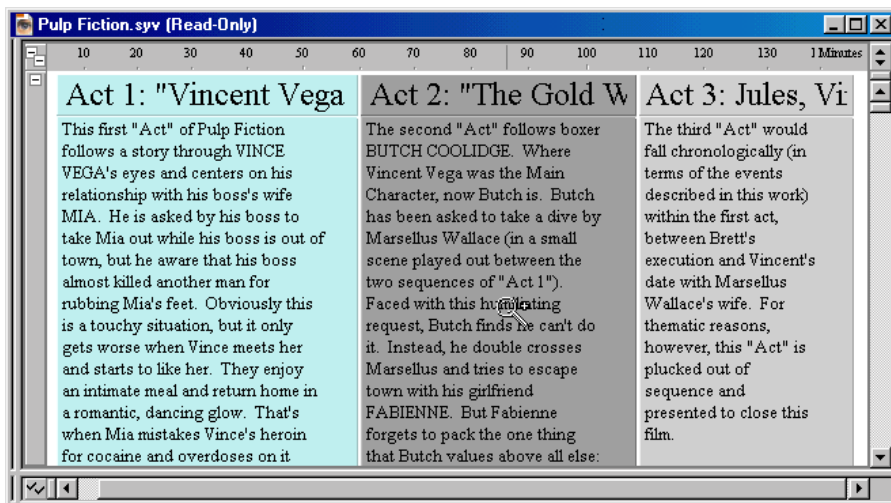 Pulp Fiction.syv (Read-Only)
10 20 30 40 50 60 70 80 90 100 110 120 130 1 Minutes
Act 1: "Vincent Vega
This first "Act" of Pulp Fiction
follows a story through VINCE
VEGA's eyes and centers on his
relationship with his boss's wife
MIA. He is asked by his boss to
take Mia out while his boss is out of
town, but he aware that his boss
almost killed another man for
rubbing Mia's feet. Obviously this
is a touchy situation, but it only
gets worse when Vince meets her
and starts to like her. They enjoy
an intimate meal and return home in
a romantic, dancing glow. That's
when Mia mistakes Vince's heroin
for cocaine and overdoses on it
Act 2: "The Gold W
The second "Act" follows boxer
BUTCH COOLIDGE. Where
Vincent Vega was the Main
Character, now Butch is. Butch
has been asked to take a dive by
Marsellus Wallace (in a small
scene played out between the
two sequences of "Act 1").
Faced with this humiliating
request, Butch finds he can't do
it. Instead, he double crosses
Marsellus and tries to escape
town with his girlfriend
FABIENNE. But Fabienne
forgets to pack the one thing
that Butch values above all else:
Act 3: Jules, Vi
The third "Act" would
fall chronologically (in
terms of the events
described in this work)
within the first act,
between Brett's
execution and Vincent's
date with Marsellus
Wallace's wife. For
thematic reasons,
however, this "Act" is
plucked out of
sequence and
presented to close this
film.